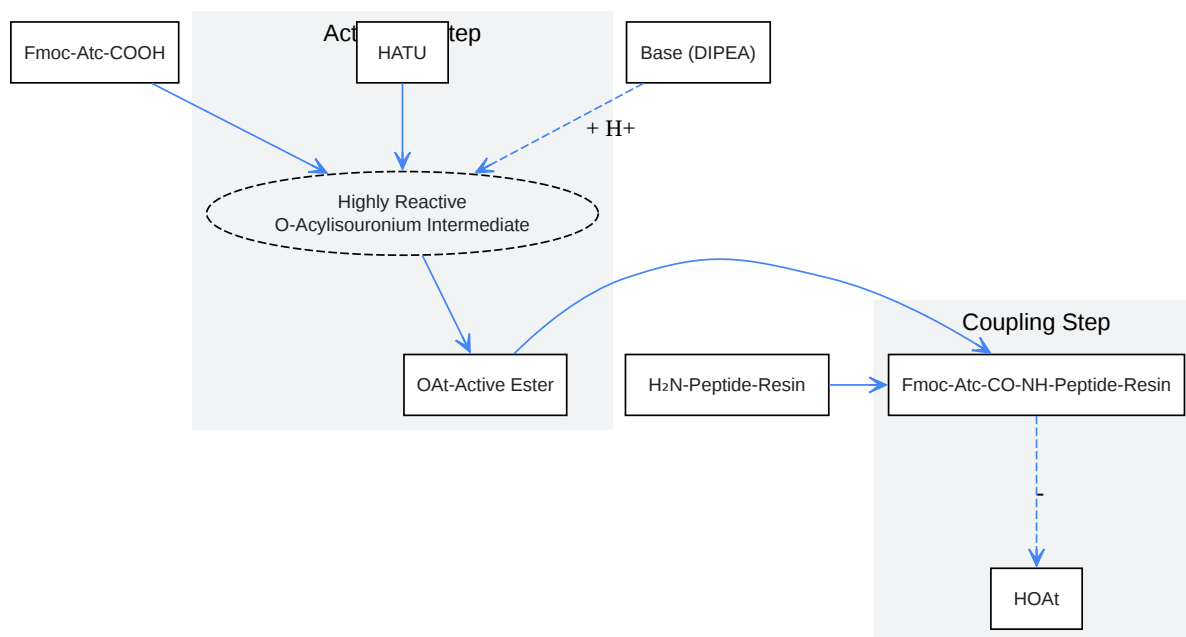 Fmoc-Atc-COOH
HATU
Base (DIPEA)
+ H+
Highly Reactive
O-Acylisouronium Intermediate
Coupling Step
OAt-Active Ester
H₂N-Peptide-Resin
Fmoc-Atc-CO-NH-Peptide-Resin
-
HOAt